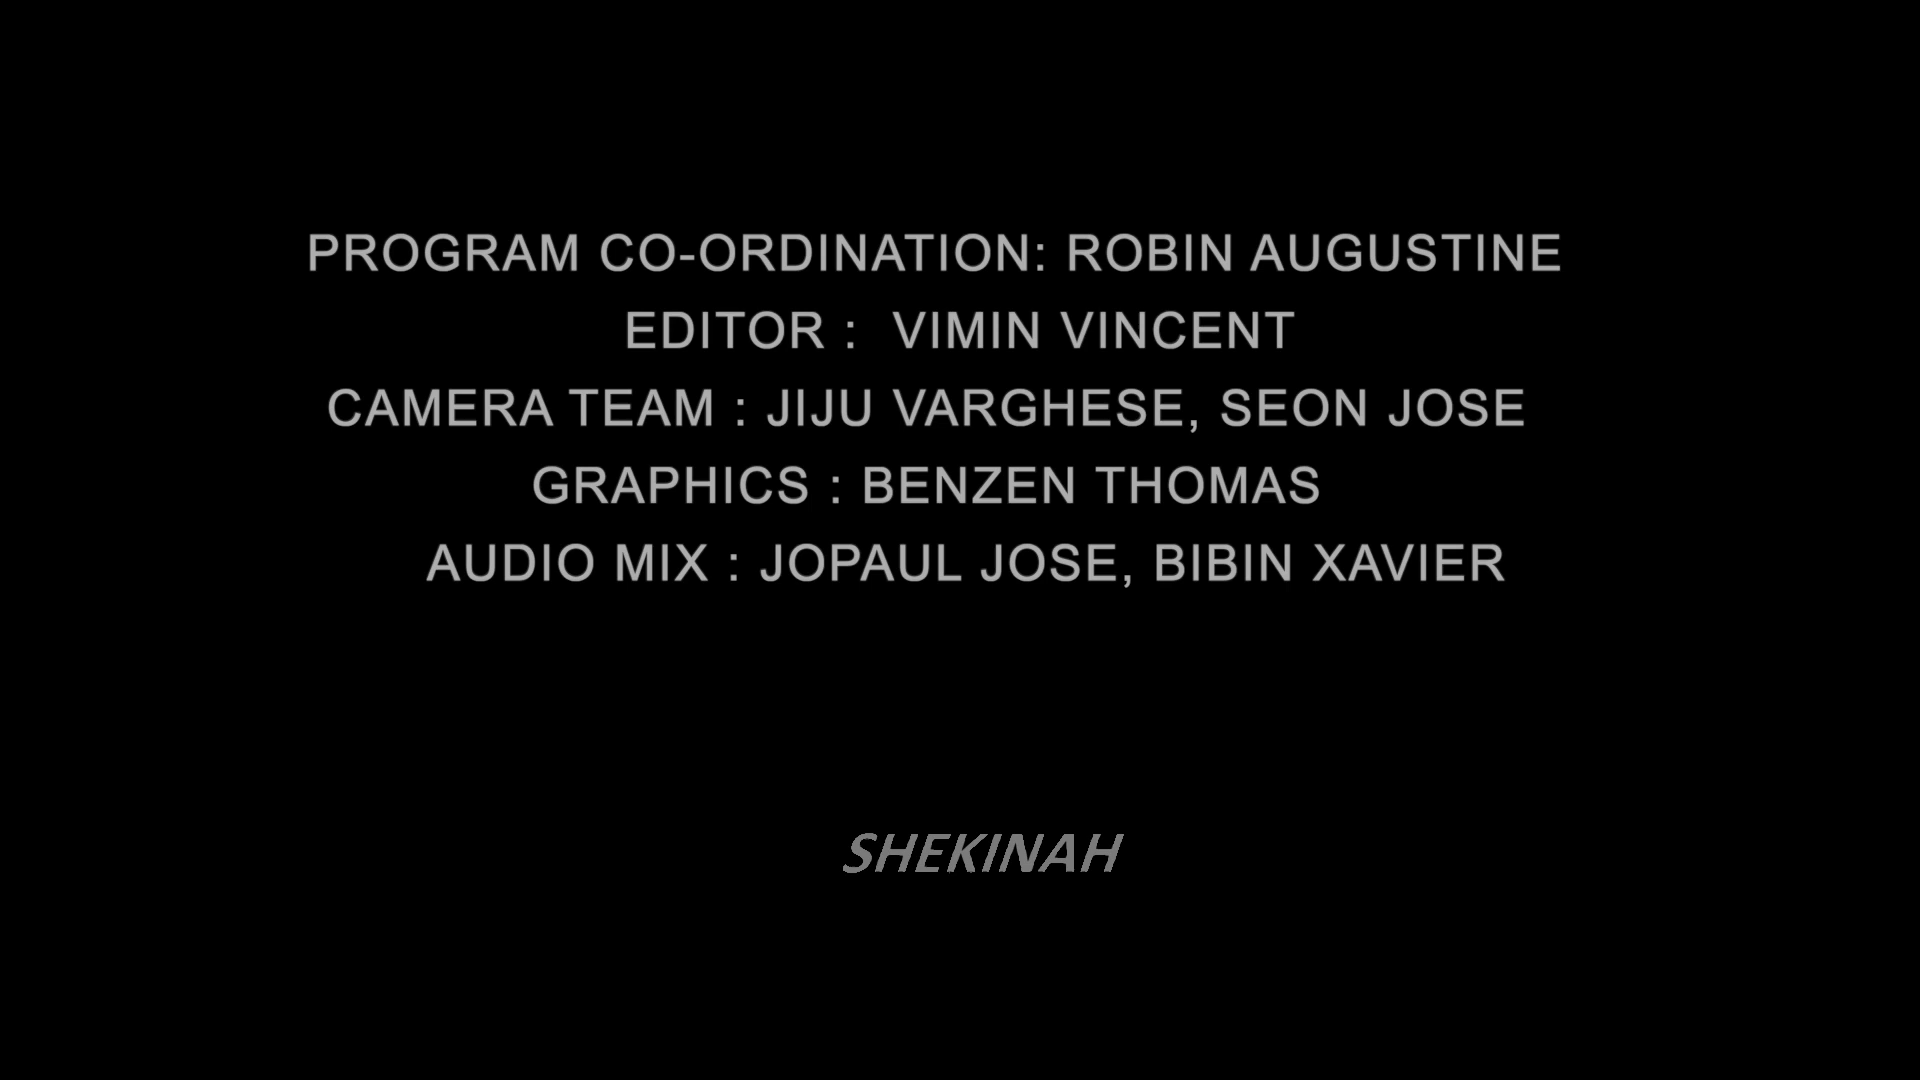 PROGRAM CO-ORDINATION: ROBIN AUGUSTINE
EDITOR :  VIMIN VINCENT
CAMERA TEAM : JIJU VARGHESE, SEON JOSE
GRAPHICS : BENZEN THOMAS
AUDIO MIX : JOPAUL JOSE, BIBIN XAVIER
SHEKINAH